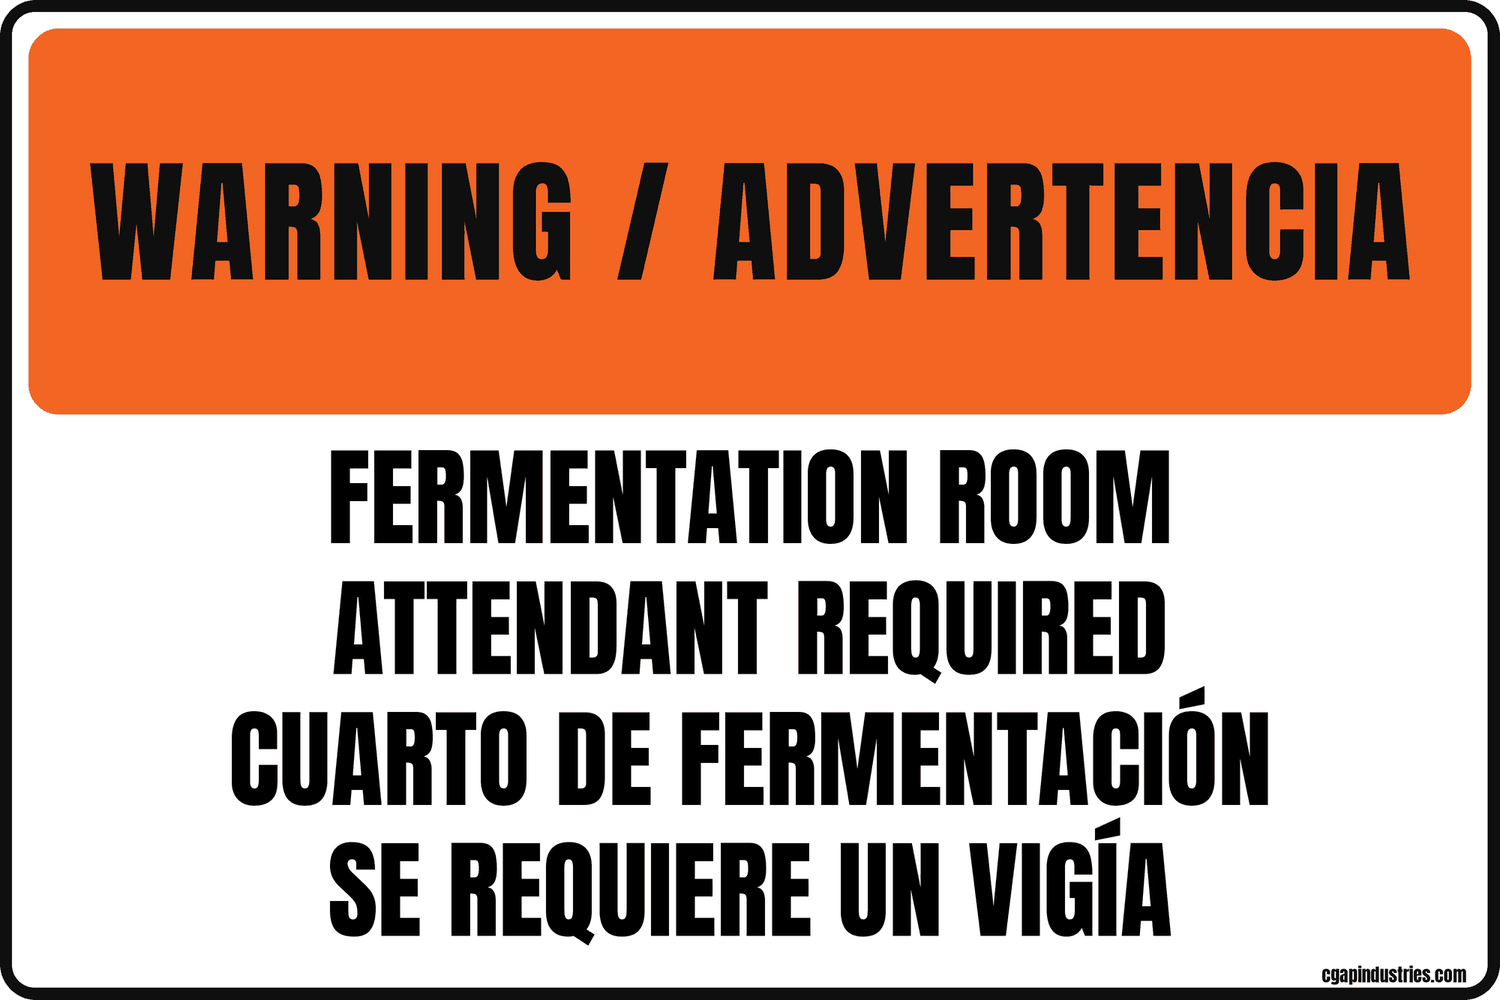 WARNING / ADVERTENCIA
FERMENTATION ROOM
ATTENDANT REQUIRED
CUARTO DE FERMENTACIÓN
SE REQUIERE UN VIGÍA
cgapindustries.com